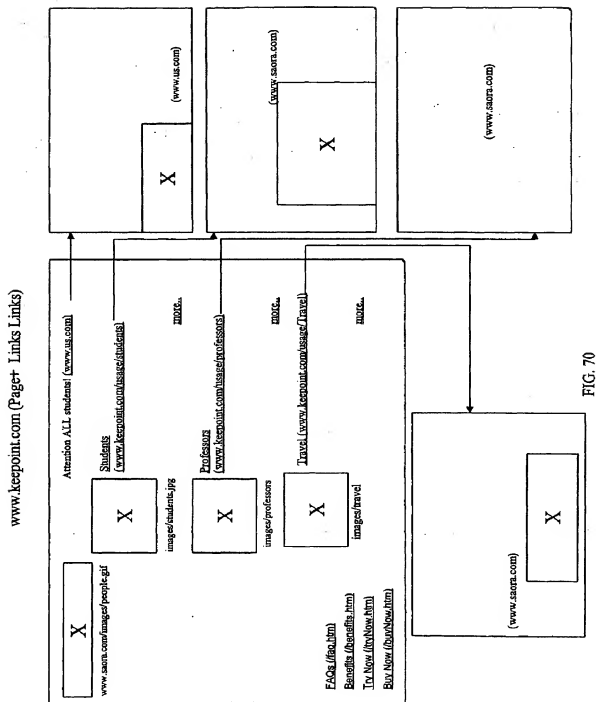 www.keepoint.com (Page+ Links Links)
X
www.saora.com/images/people.gif
Attention ALL students! (www.us.com)
X
images/students.jpg
Students
(www.keepoint.com/usage/students)
more..
X
images/professors
Professors
(www.keepoint.com/usage/professors)
more..
X
images/travel
Travel (www.keepoint.com/usage/Travel)
more..
FAQs (/faq.htm)
Benefits (/benefits.htm)
Try Now (/tryNow.htm)
Buy Now (/buyNow.htm)
(www.us.com)
X
(www.saora.com)
X
(www.saora.com)
(www.saora.com)
X
FIG. 70